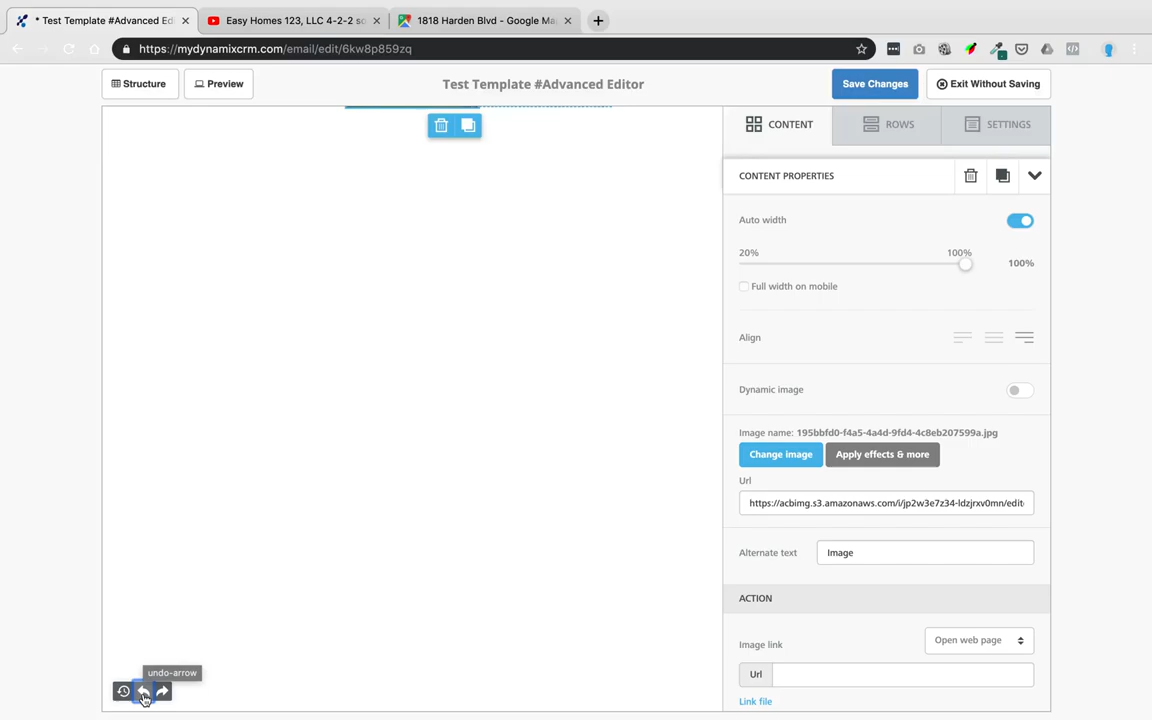 * Test Template #Advanced Edi
Easy Homes 123, LLC 4-2-2 so
1818 Harden Blvd - Google Ma
https://mydynamixcrm.com/email/edit/6kw8p859zq
Structure
Preview
Test Template #Advanced Editor
Save Changes
Exit Without Saving
CONTENT
ROWS
SETTINGS
CONTENT PROPERTIES
Auto width
20%
100%
100%
Full width on mobile
Align
Dynamic image
Image name: 195bbfd0-f4a5-4a4d-9fd4-4c8eb207599a.jpg
Change image
Apply effects & more
Url
https://acbimg.s3.amazonaws.com/i/jp2w3e7z34-ldzjrxv0mn/edit
Alternate text
Image
ACTION
Image link
Open web page
Url
Link file
undo-arrow